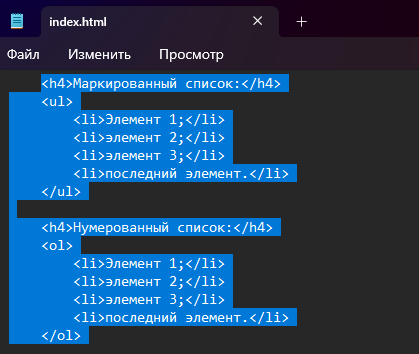 index.html
Файл Изменить Просмотр
<h4>Маркированный список:</h4>
<ul>
<li>Элемент 1;</li>
<li>элемент 2;</li>
<li>элемент 3;</li>
<li>последний элемент.</li>
</ul>
<h4>Нумерованный список:</h4>
<ol>
<li>Элемент 1;</li>
<li>элемент 2;</li>
<li>элемент 3;</li>
<li>последний элемент.</li>
</ol>